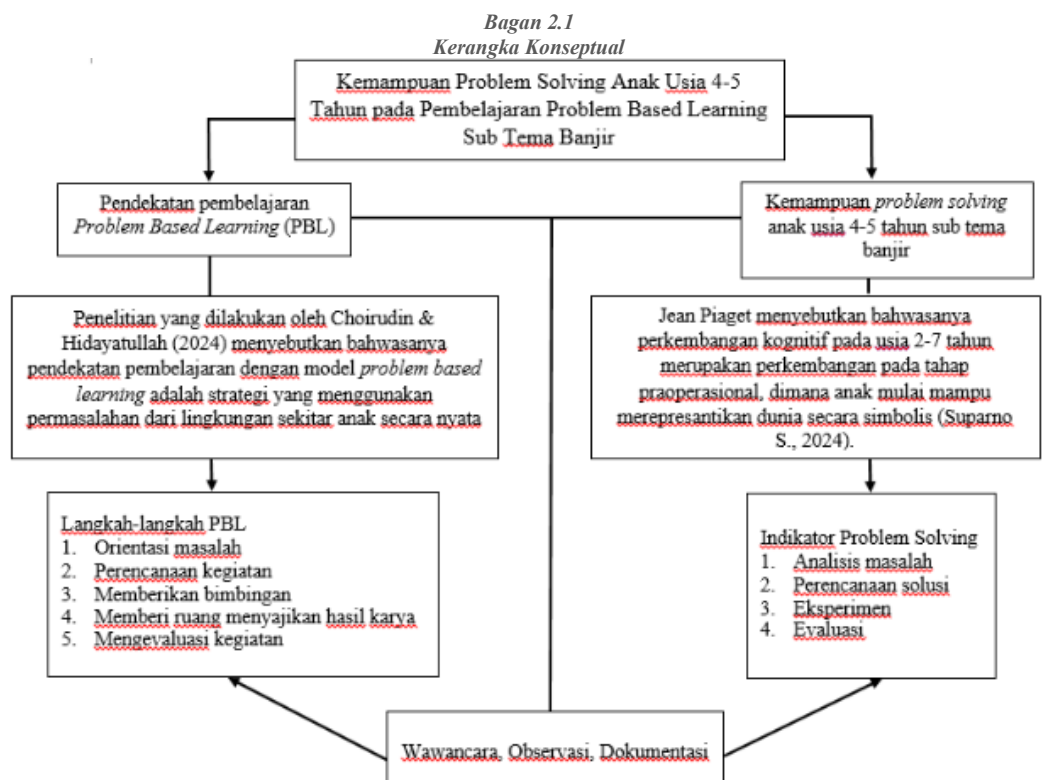 Bagan 2.1
Kerangka Konseptual
Kemampuan Problem Solving Anak Usia 4-5
Tahun pada Pembelajaran Problem Based Learning
Sub Tema Banjir
Pendekatan pembelajaran
Problem Based Learning (PBL)
Kemampuan problem solving
anak usia 4-5 tahun sub tema
banjir
Penelitian yang dilakukan oleh Choirudin &
Hidayatullah (2024) menyebutkan bahwasanya
pendekatan pembelajaran dengan model problem based
learning adalah strategi yang menggunakan
permasalahan dari lingkungan sekitar anak secara nyata
Jean Piaget menyebutkan bahwasanya
perkembangan kognitif pada usia 2-7 tahun
merupakan perkembangan pada tahap
praoperasional, dimana anak mulai mampu
merepresantikan dunia secara simbolis (Suparno
S., 2024).
Langkah-langkah PBL
1. Orientasi masalah
2. Perencanaan kegiatan
3. Memberikan bimbingan
4. Memberi ruang menyajikan hasil karya
5. Mengevaluasi kegiatan
Indikator Problem Solving
1. Analisis masalah
2. Perencanaan solusi
3. Eksperimen
4. Evaluasi
Wawancara, Observasi, Dokumentasi